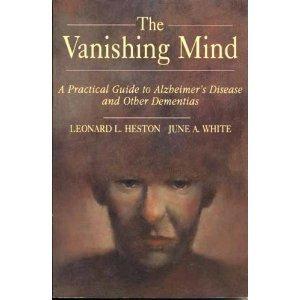 The
Vanishing Mind
A Practical Guide to Alzheimer's Disease
and Other Dementias
LEONARD L. HESTON JUNE A. WHITE